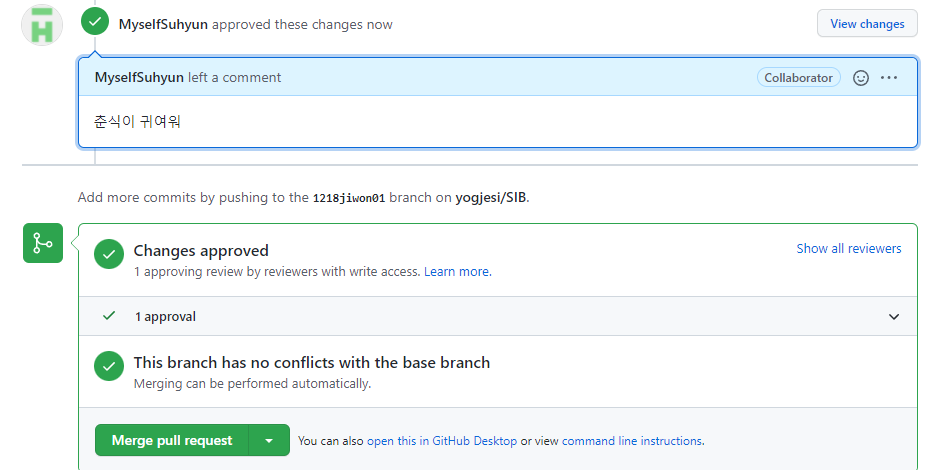 MyselfSuhyun approved these changes now
View changes
MyselfSuhyun left a comment
Collaborator
춘식이 귀여워
Add more commits by pushing to the 1218jiwon01 branch on yogjesi/SIB.
Changes approved
Show all reviewers
1 approving review by reviewers with write access. Learn more.
1 approval
This branch has no conflicts with the base branch
Merging can be performed automatically.
Merge pull request
You can also open this in GitHub Desktop or view command line instructions.